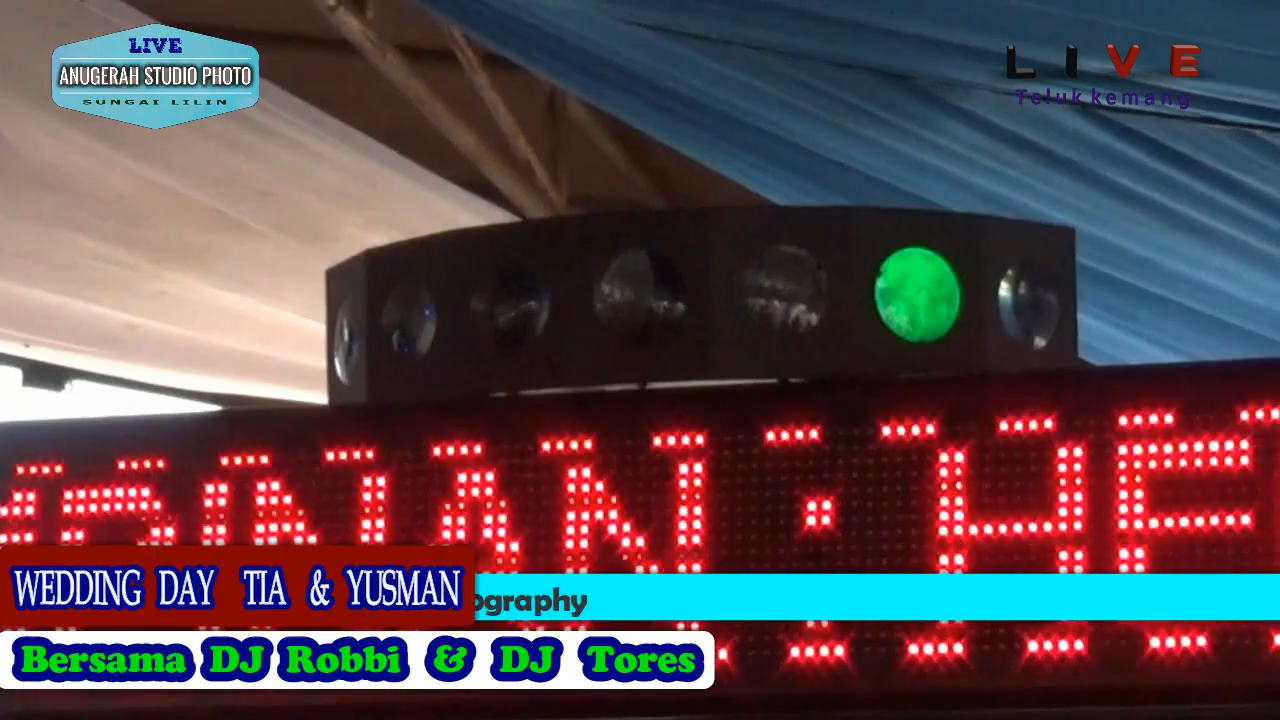 LIVE
ANUGERAH STUDIO PHOTO
SUNGAI LILIN
LIVE
Teluk kemang
WEDDING DAY TIA & YUSMAN
ography
Bersama DJ Robbi & DJ Tores